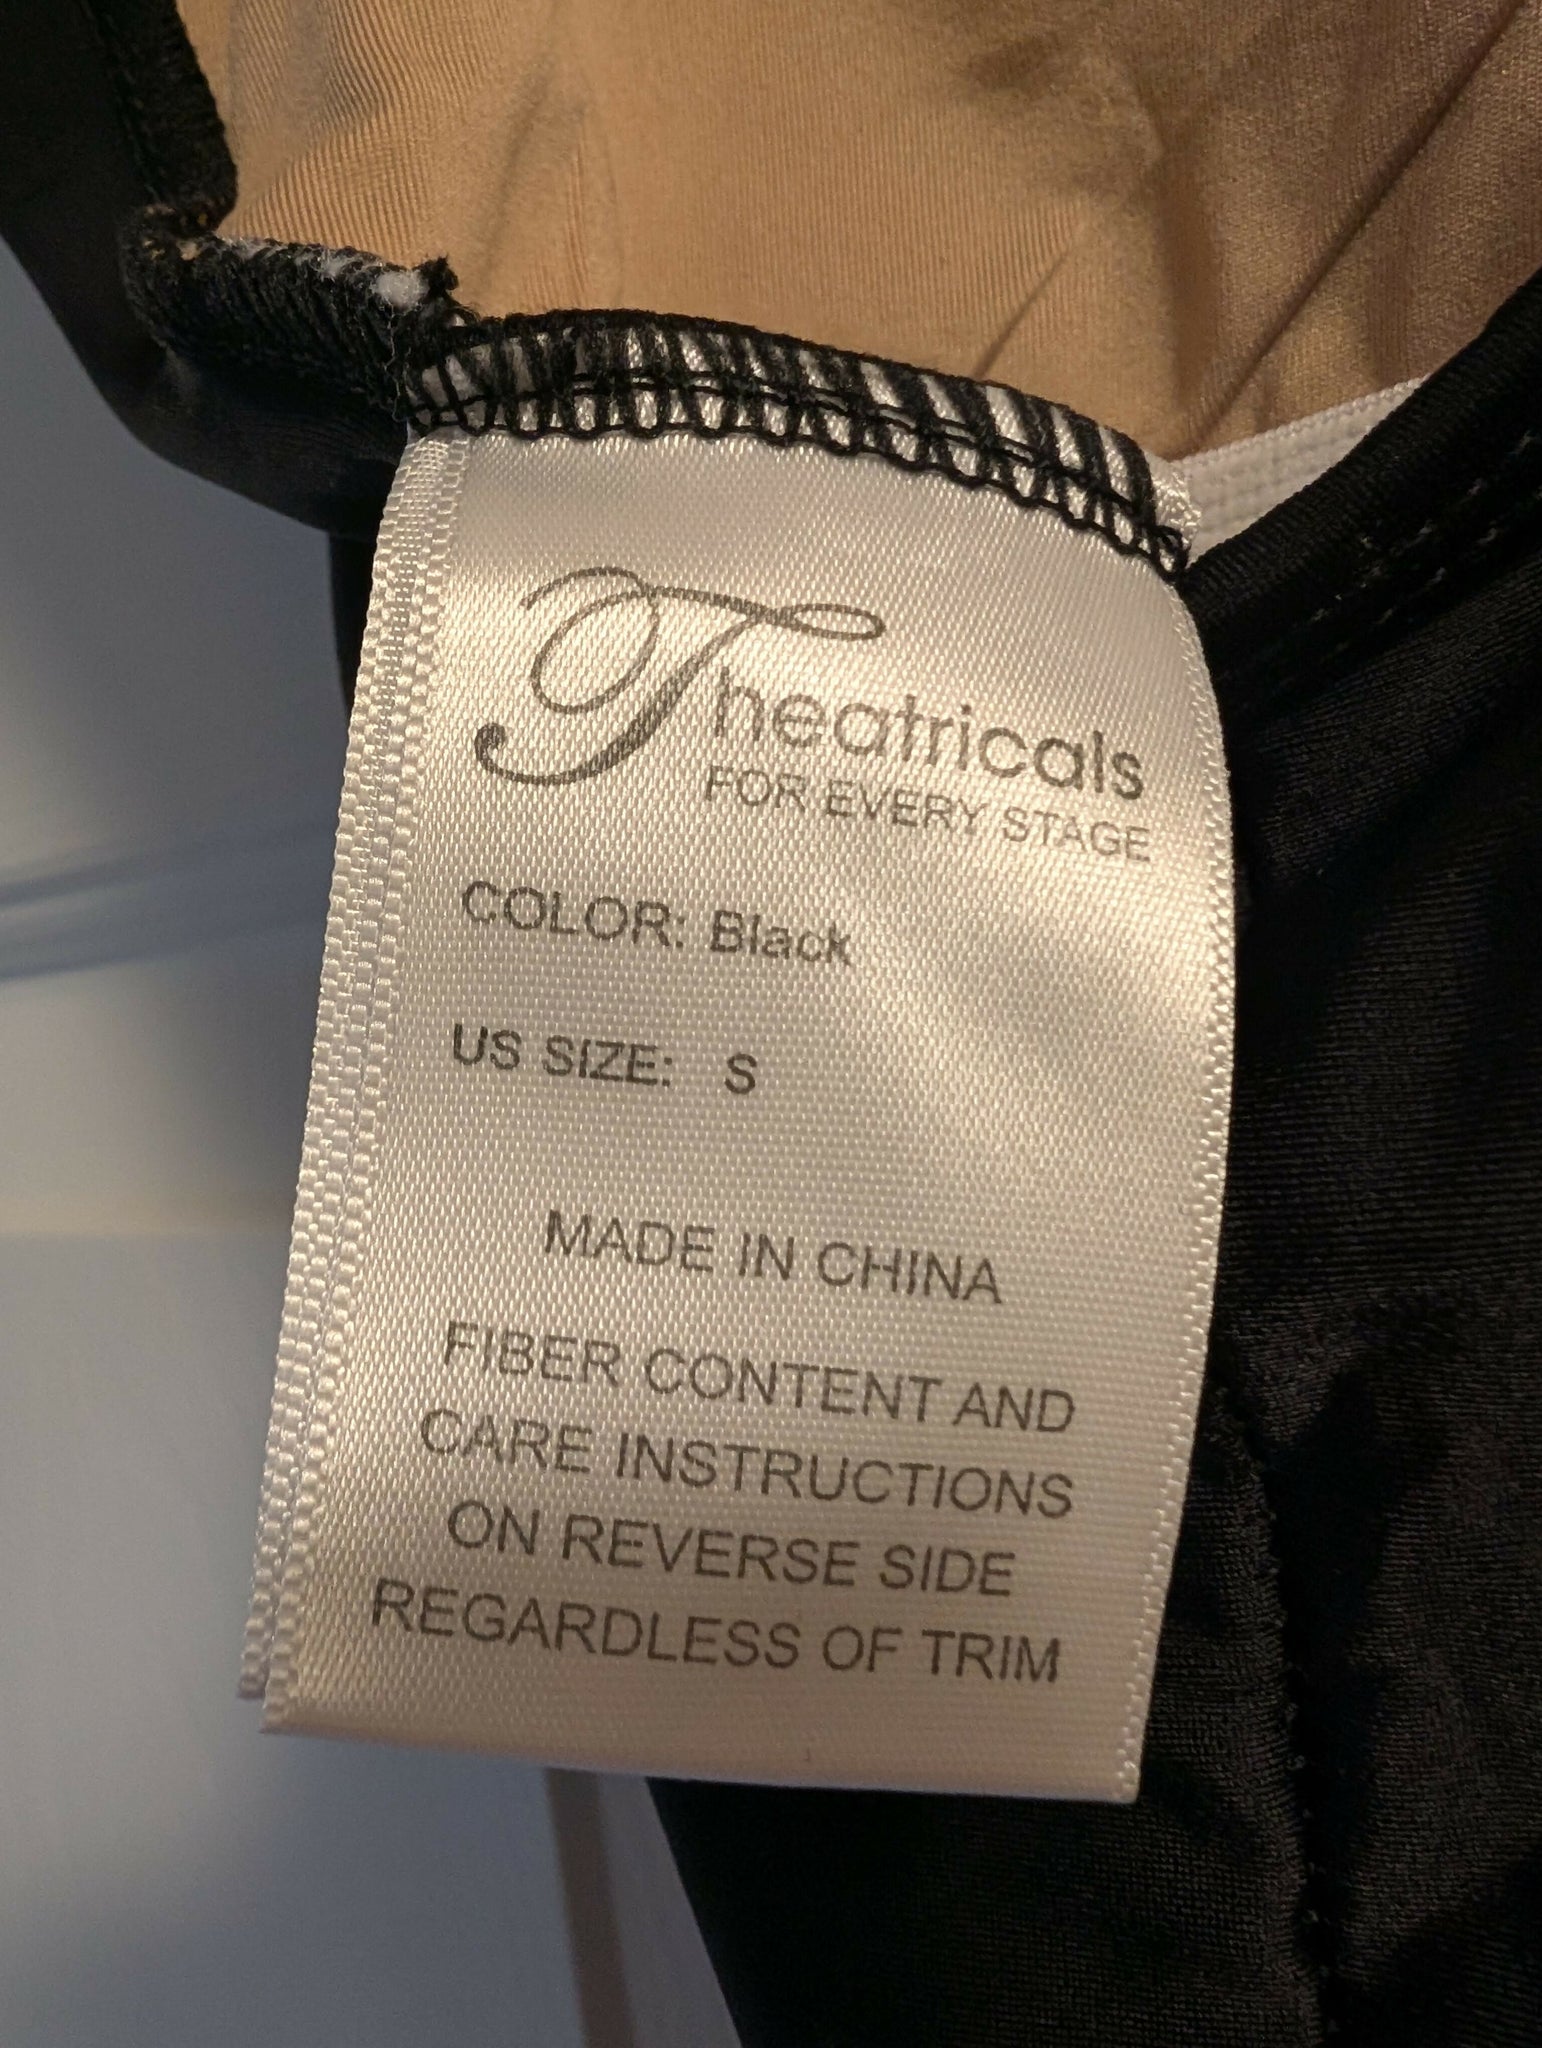 Theatricals
FOR EVERY STAGE
COLOR: Black
US SIZE: S
MADE IN CHINA
FIBER CONTENT AND
CARE INSTRUCTIONS
ON REVERSE SIDE
REGARDLESS OF TRIM